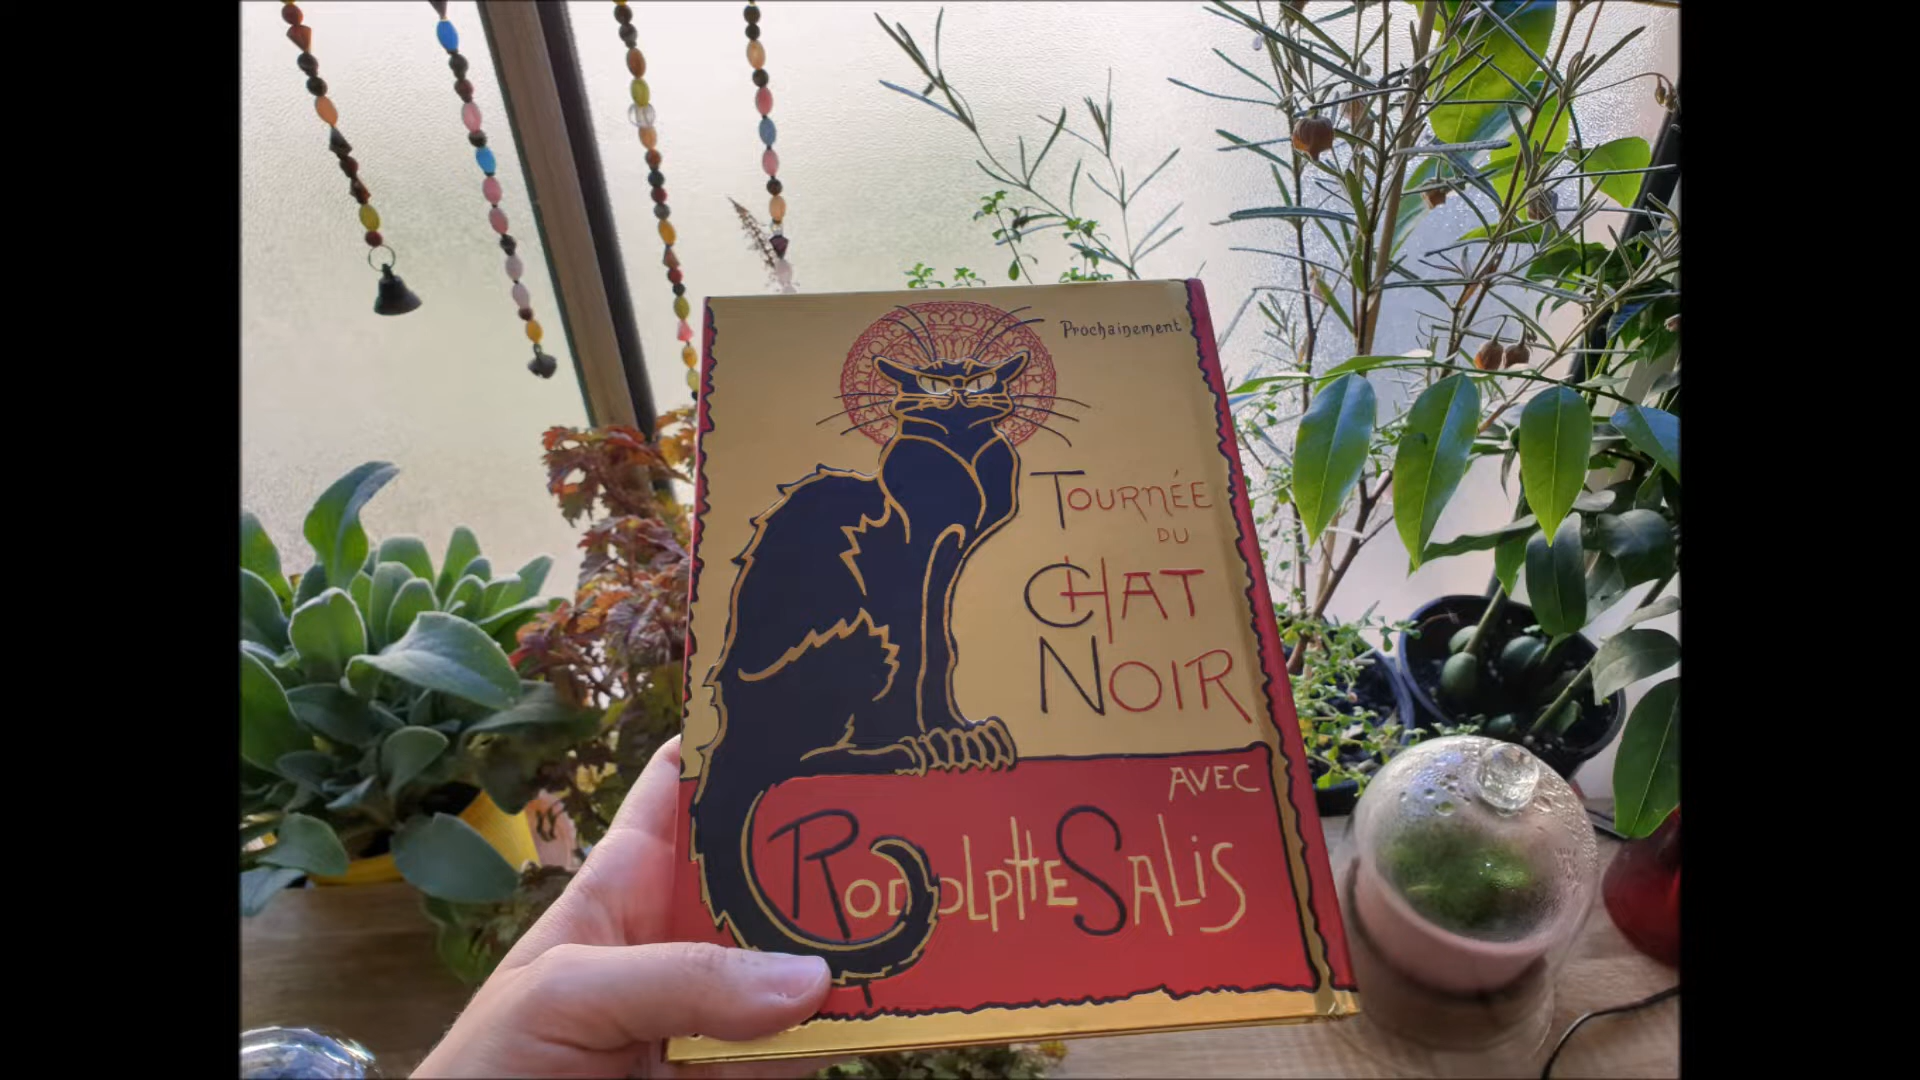 Prochainement
TOURNÉE
DU
CHAT
NOIR
AVEC
RODOLPHE SALIS